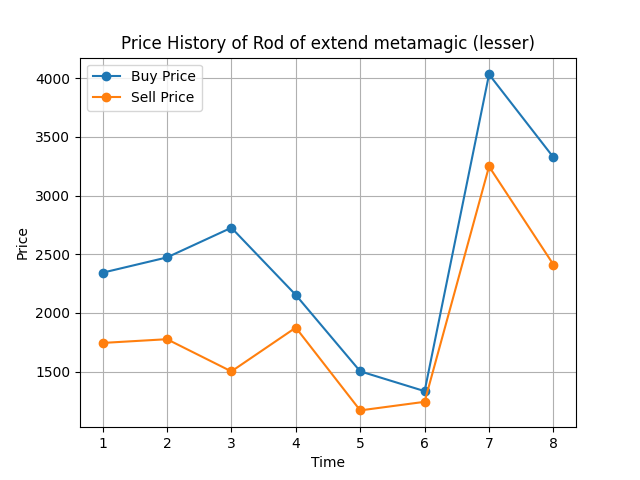 Price History of Rod of extend metamagic (lesser)
Buy Price
Sell Price
Price
4000
3500
3000
2500
2000
1500
1 2 3 4 5 6 7 8
Time